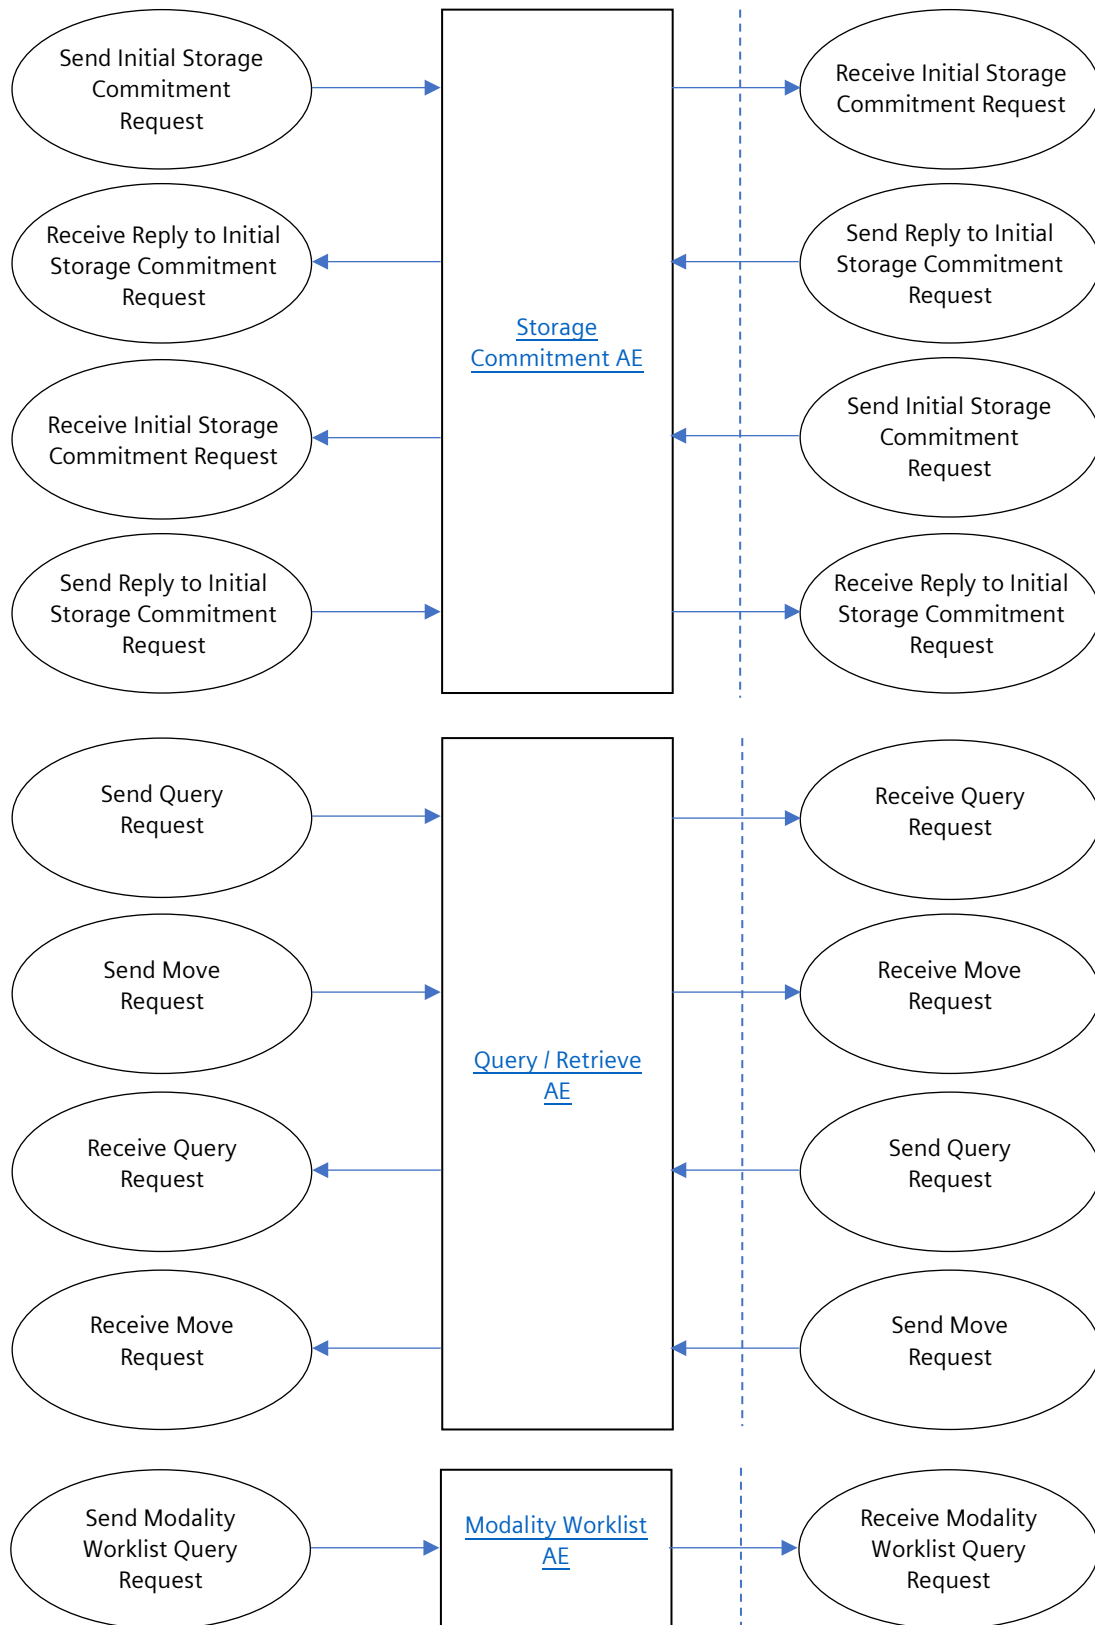 Send Initial Storage
Commitment
Request
Receive Initial Storage
Commitment Request
Receive Reply to Initial
Storage Commitment
Request
Send Reply to Initial
Storage Commitment
Request
Storage
Commitment AE
Receive Initial Storage
Commitment Request
Send Initial Storage
Commitment
Request
Send Reply to Initial
Storage Commitment
Request
Receive Reply to Initial
Storage Commitment
Request
Send Query
Request
Receive Query
Request
Send Move
Request
Receive Move
Request
Query / Retrieve
AE
Receive Query
Request
Send Query
Request
Receive Move
Request
Send Move
Request
Send Modality
Worklist Query
Request
Modality Worklist
AE
Receive Modality
Worklist Query
Request